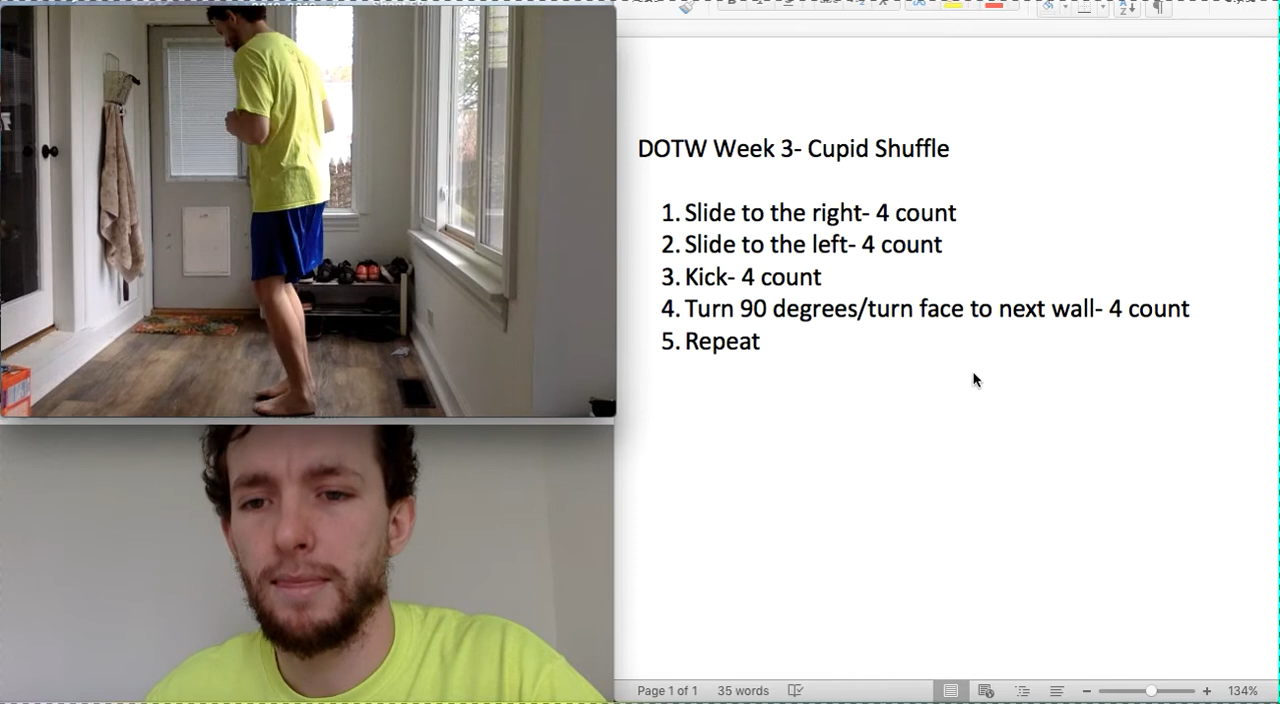 DOTW Week 3- Cupid Shuffle
1. Slide to the right- 4 count
2. Slide to the left- 4 count
3. Kick- 4 count
4. Turn 90 degrees/turn face to next wall- 4 count
5. Repeat
Page 1 of 1 35 words 134%